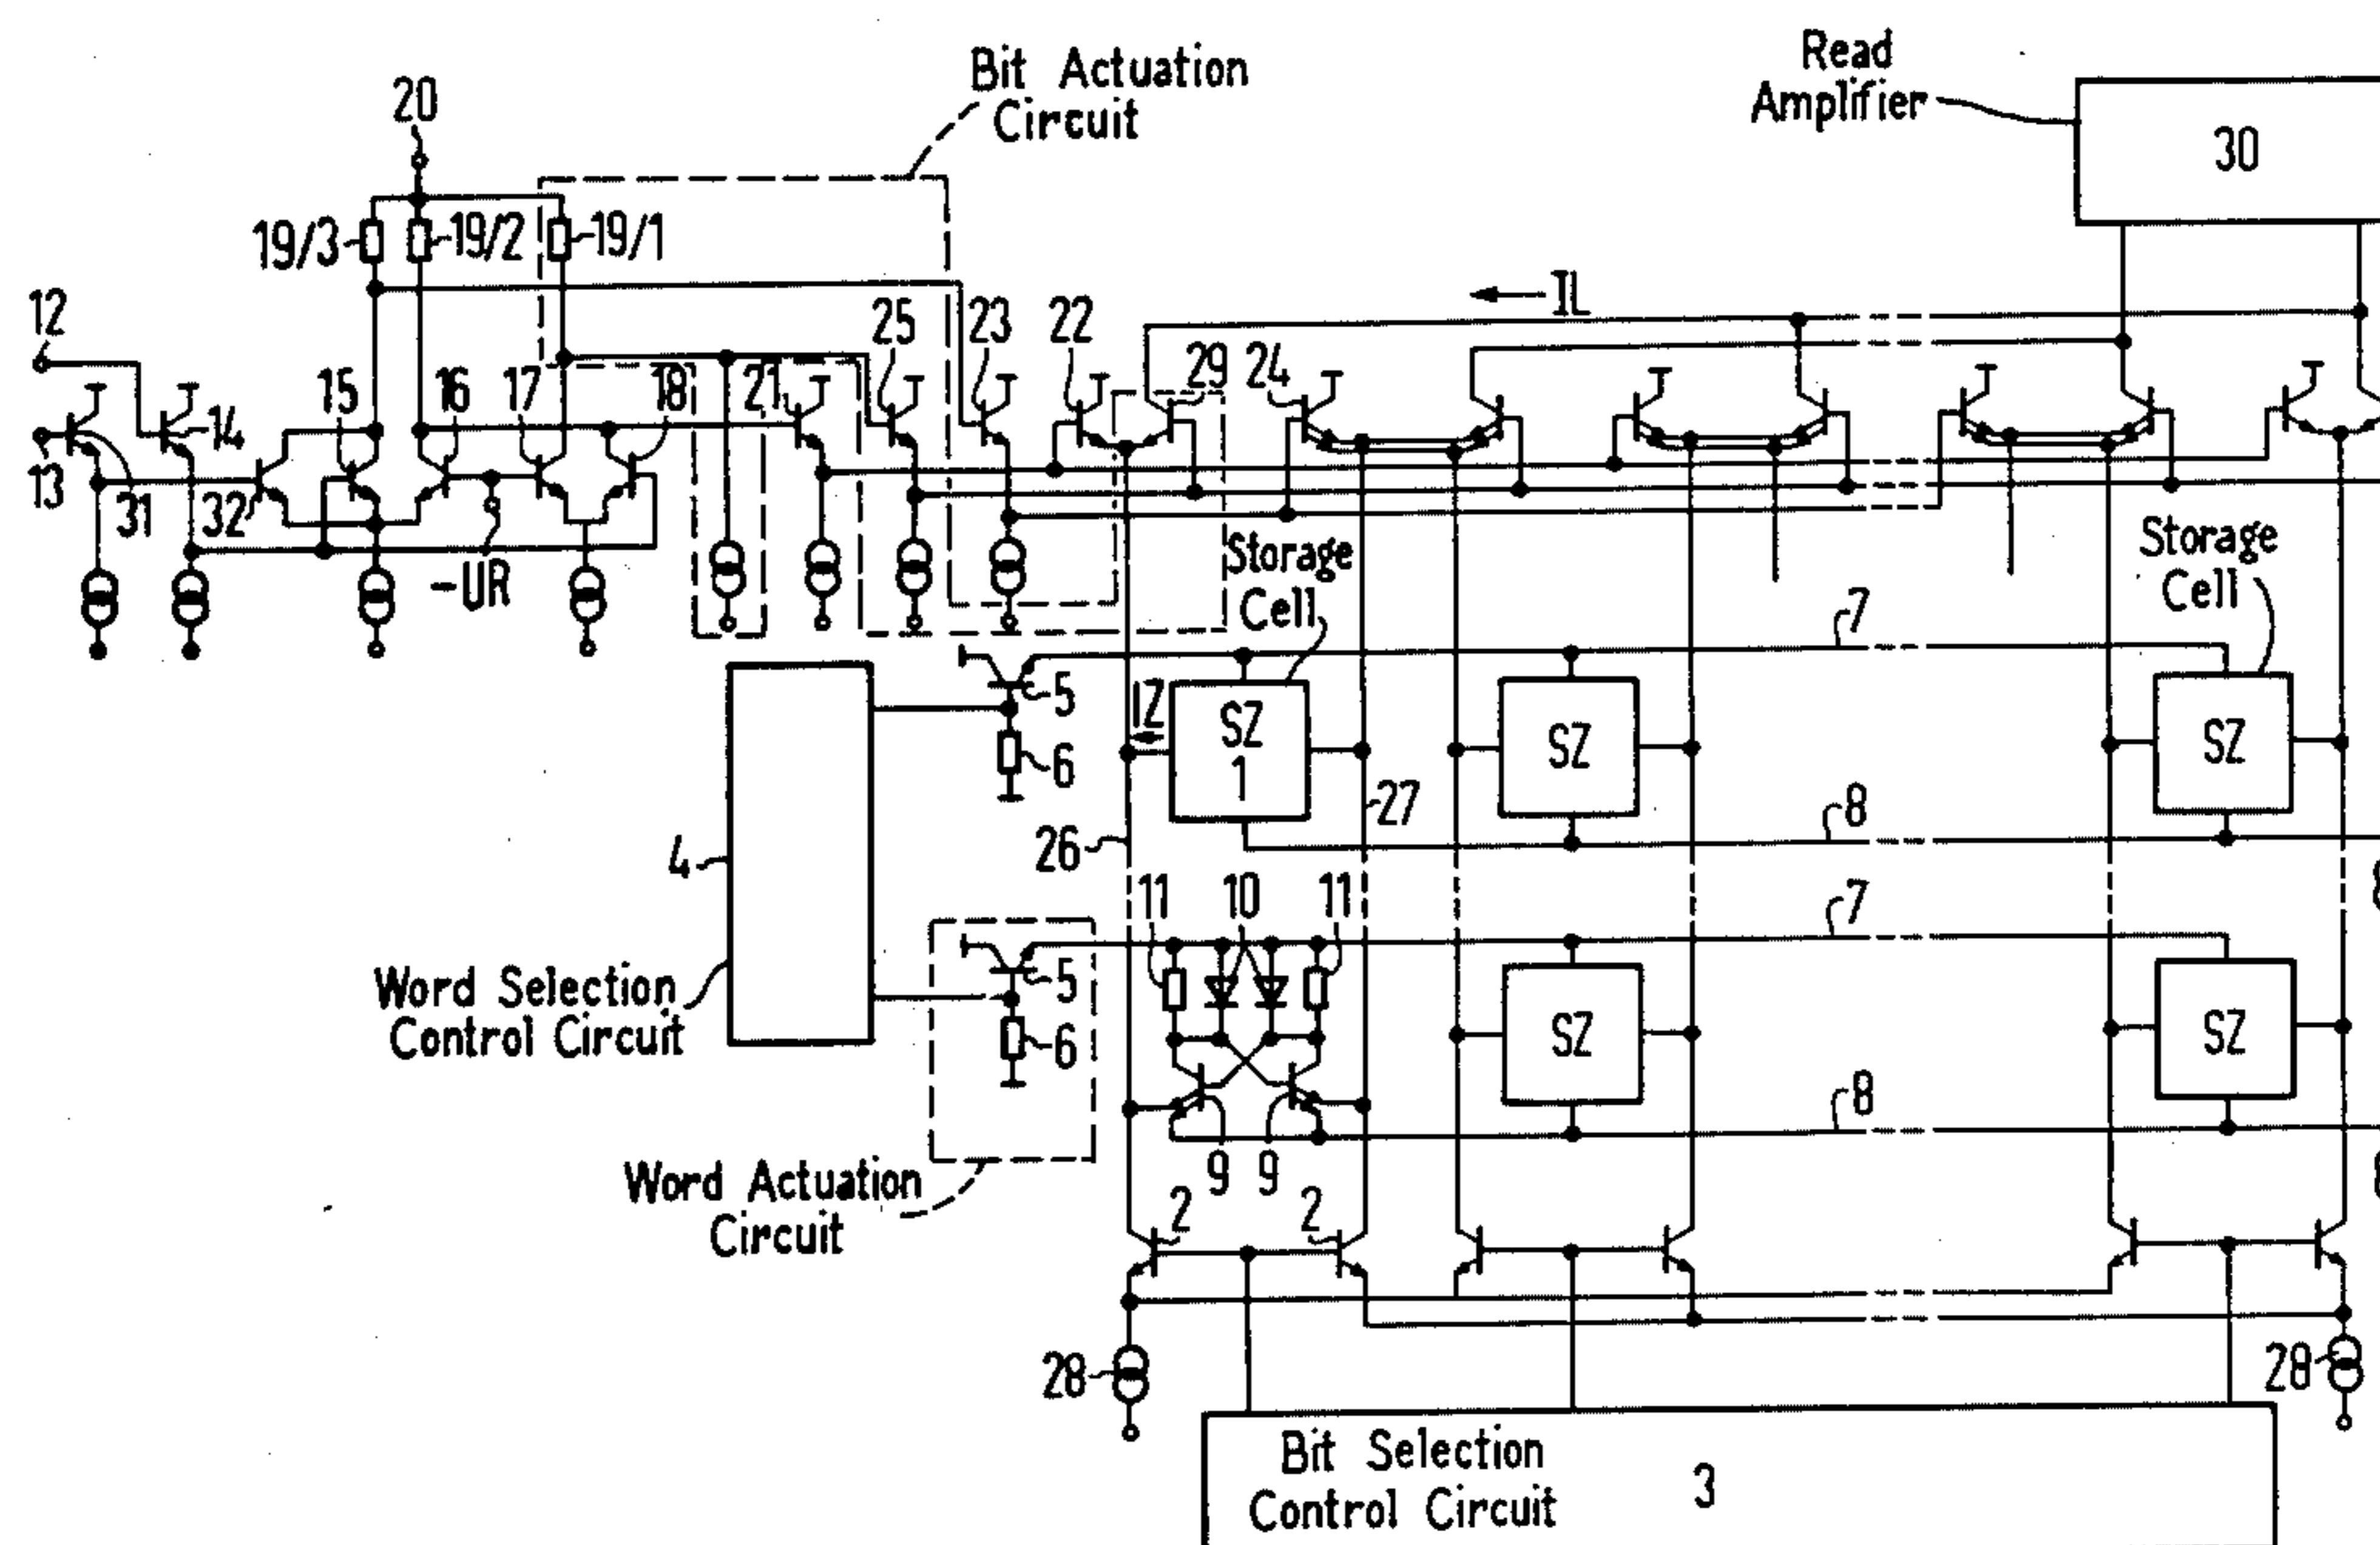 Bit Actuation
Circuit
Read
Amplifier
30
20
19/3
19/2
19/1
IL
12
25
23
22
29
24
15
16
17
18
21
14
13
31
32
-UR
Storage
Cell
Storage
Cell
7
5
IZ
SZ
1
SZ
SZ
6
27
8
4
26
11
10
11
7
Word Selection
Control Circuit
5
6
SZ
SZ
8
9
9
Word Actuation
Circuit
2
2
28
28
Bit Selection
Control Circuit
3